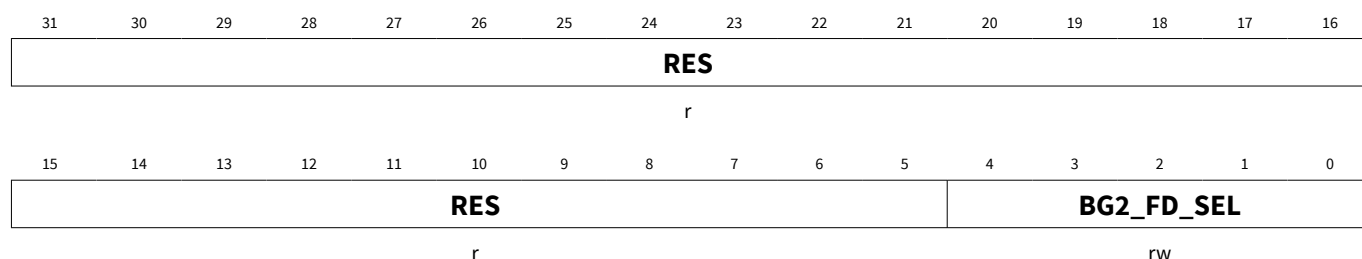 31 30 29 28 27 26 25 24 23 22 21 20 19 18 17 16
RES
r
15 14 13 12 11 10 9 8 7 6 5 4 3 2 1 0
RES BG2_FD_SEL
r rw